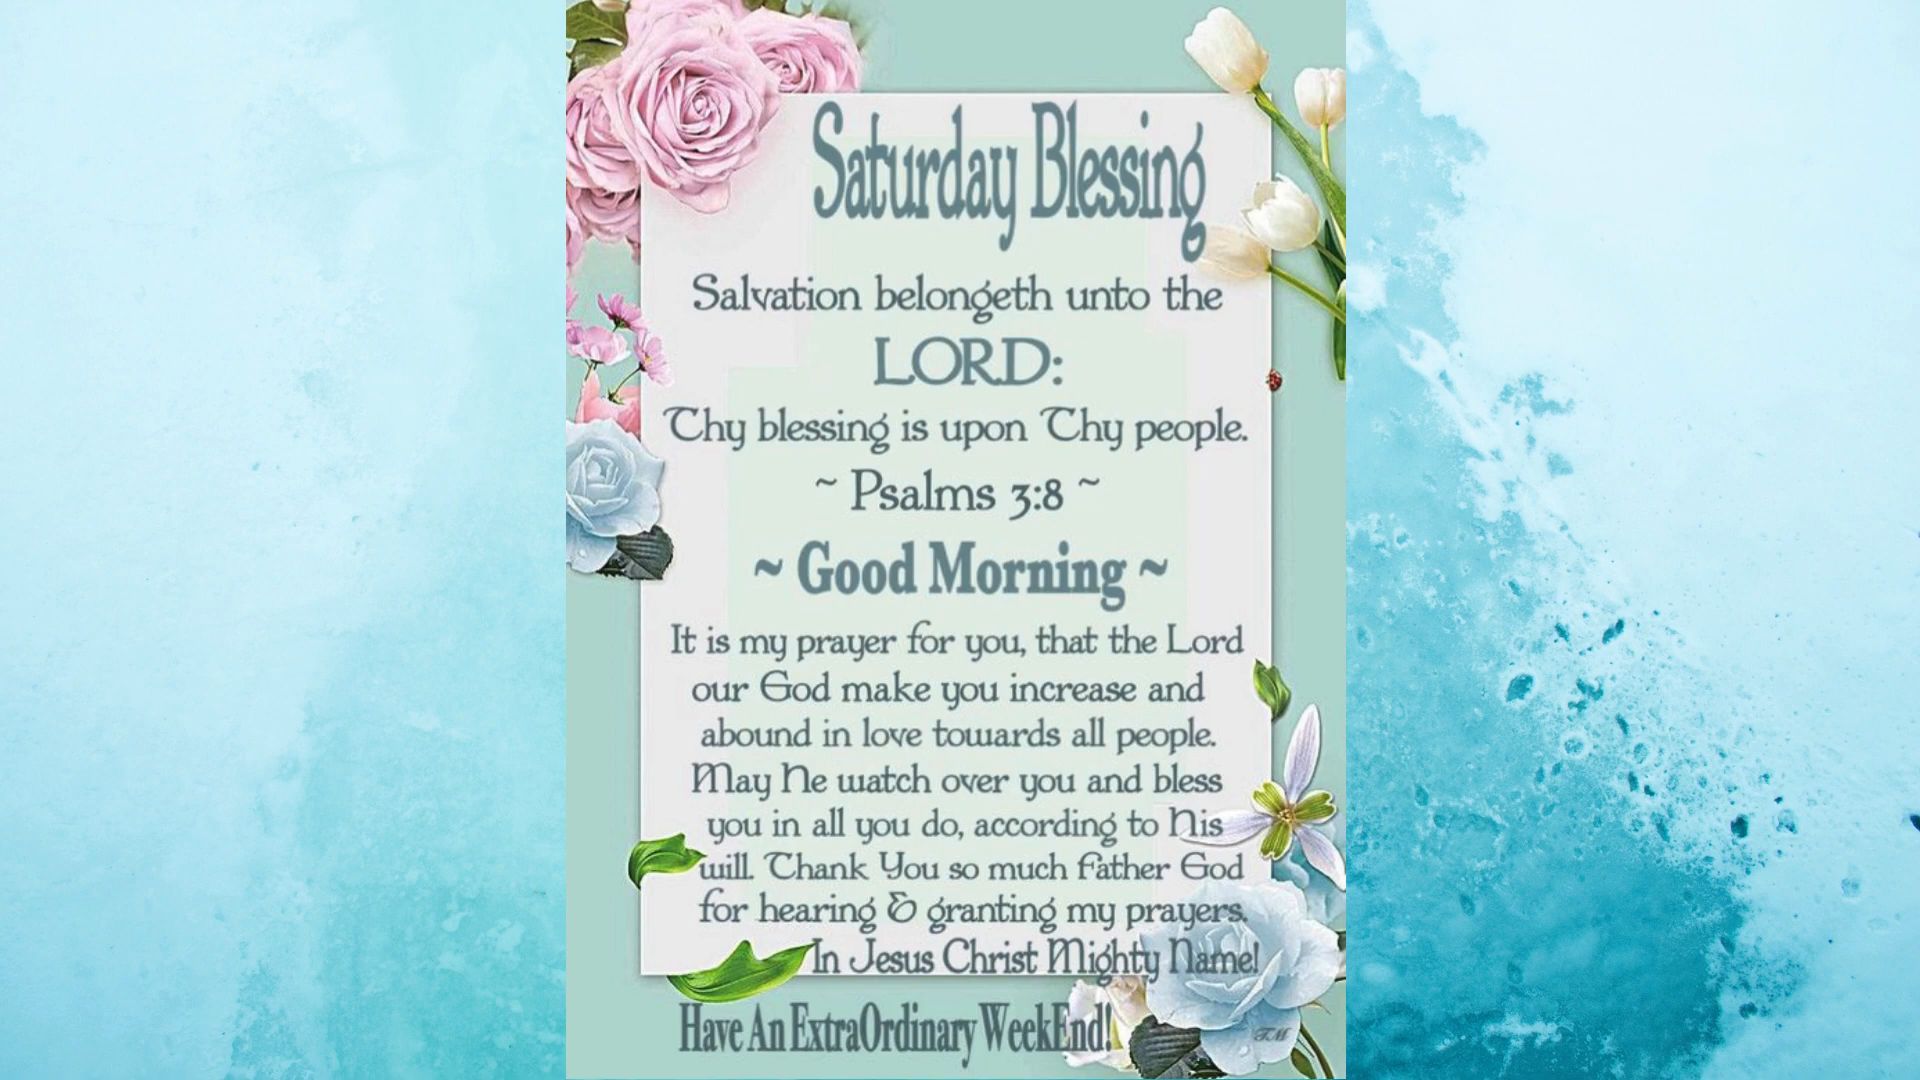 Saturday Blessing
Salvation belongeth unto the
LORD:
Thy blessing is upon Thy people.
~ Psalms 3:8 ~
~ Good Morning ~
It is my prayer for you, that the Lord
our God make you increase and
abound in love towards all people.
May He watch over you and bless
you in all you do, according to His
will. Thank You so much Father God
for hearing & granting my prayers.
In Jesus Christ Mighty Name!
Have An ExtraOrdinary WeekEnd!
TM